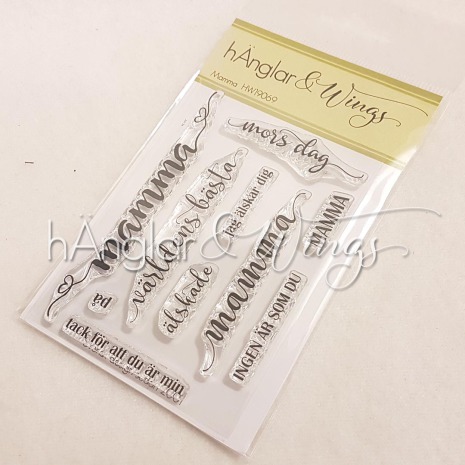 hÄnglar & Wings
Mamma HW19069
mors dag
mamma
världens bästa
jag älskar dig
mamma
MAMMA
älskade
på
INGEN ÄR SOM DU
tack för att du är min
hÄnglar & Wings